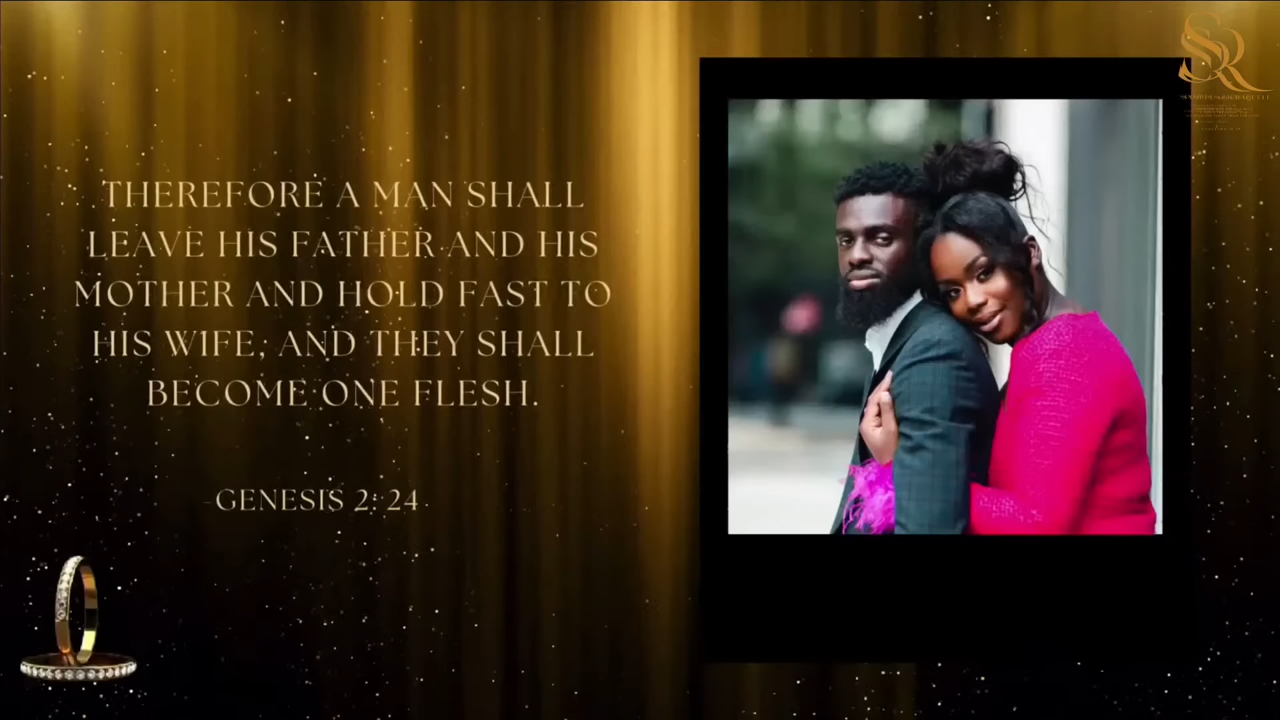 THEREFORE A MAN SHALL
LEAVE HIS FATHER AND HIS
MOTHER AND HOLD FAST TO
HIS WIFE, AND THEY SHALL
BECOME ONE FLESH.
GENESIS 2: 24
SR